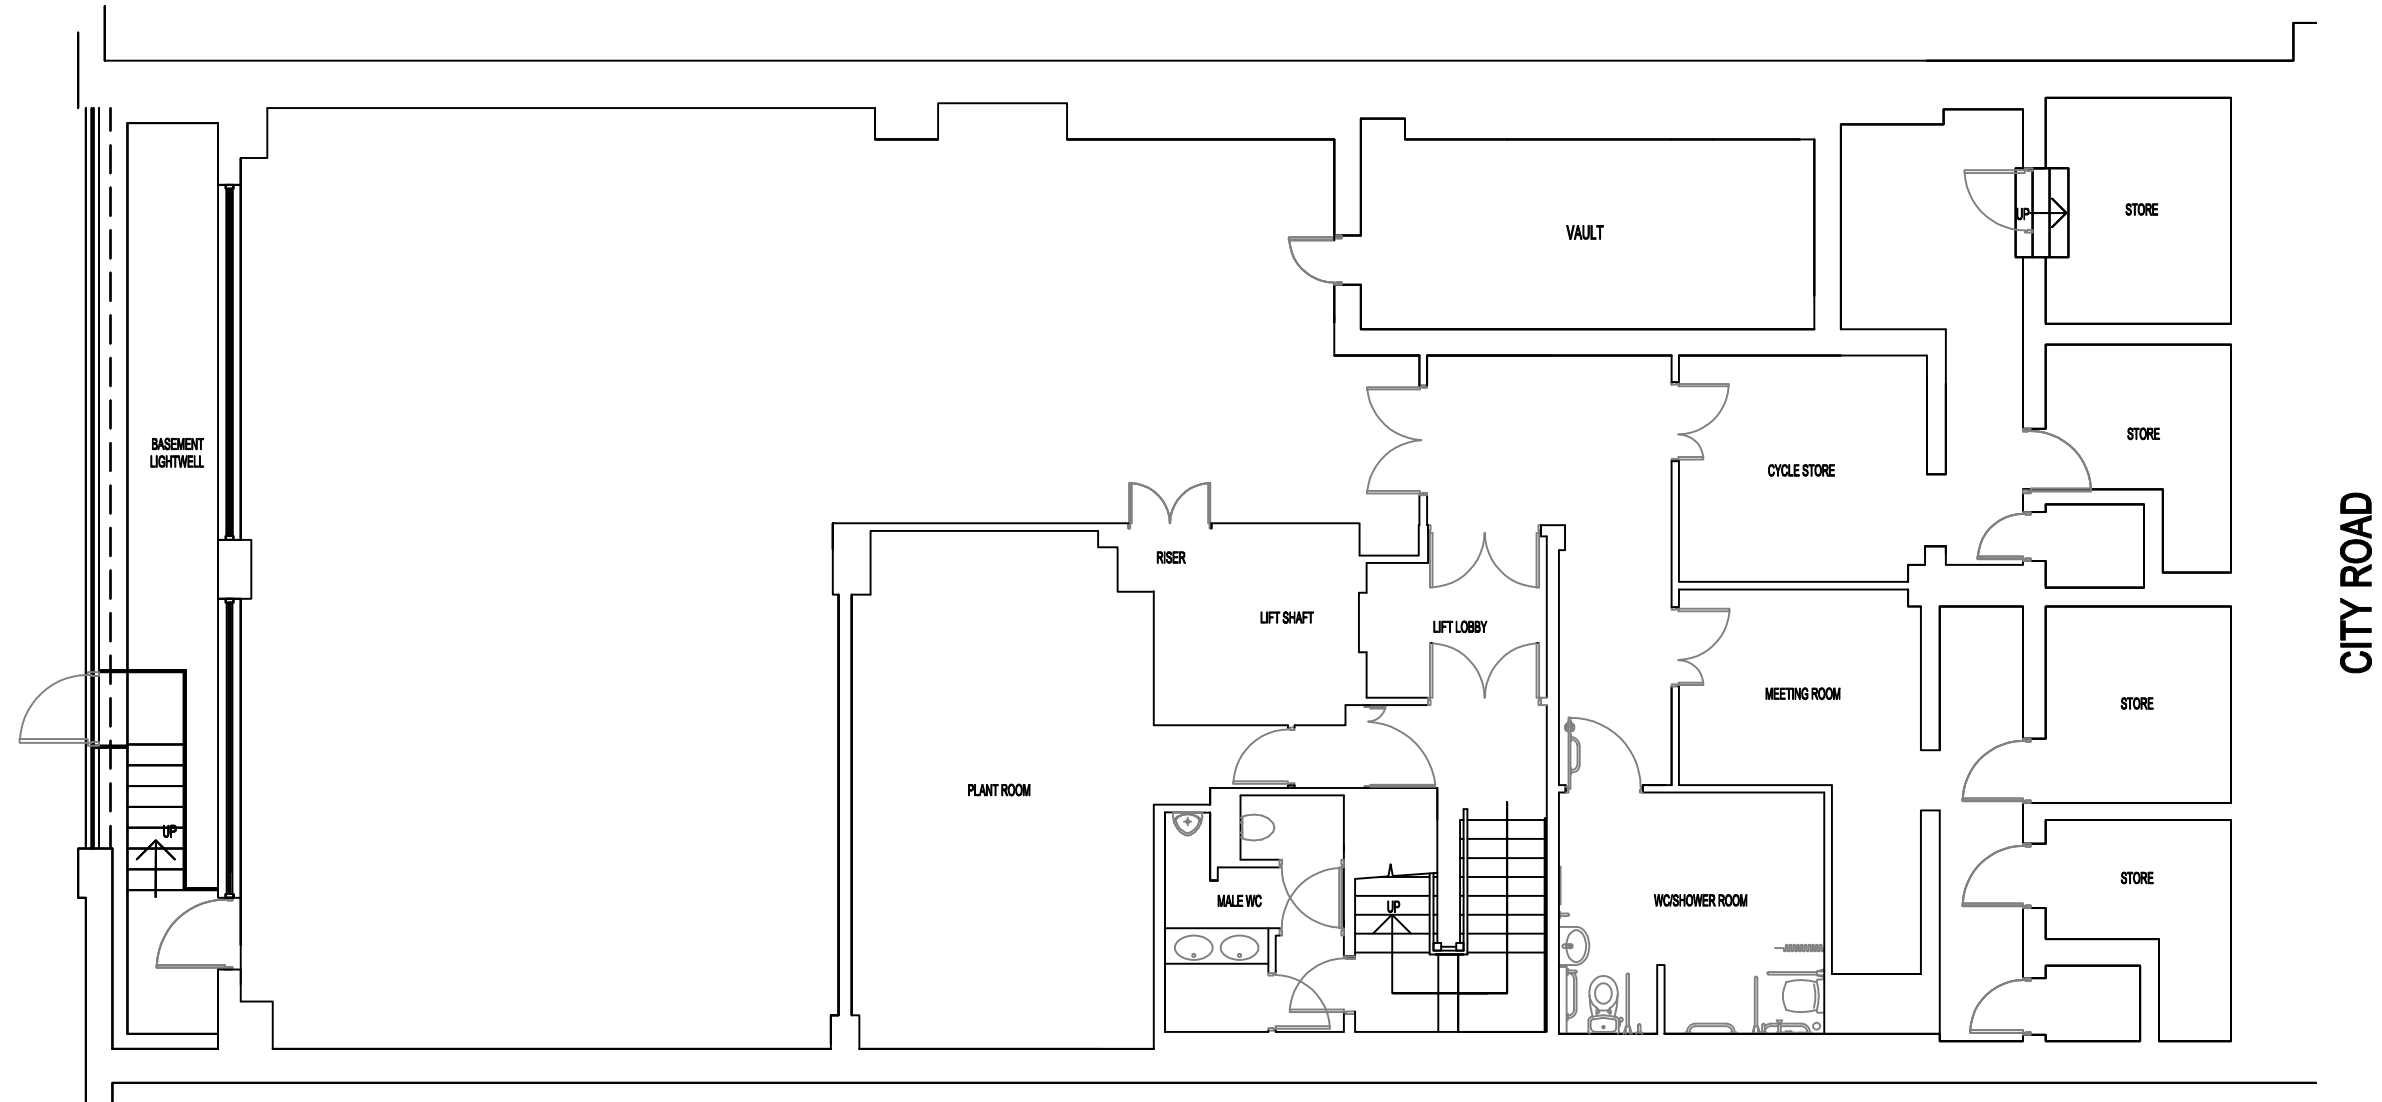 STORE
VAULT
UP
BASEMENT
LIGHTWELL
STORE
CYCLE STORE
RISER
LIFT SHAFT
LIFT LOBBY
CITY ROAD
MEETING ROOM
STORE
PLANT ROOM
UP
STORE
MALE WC
UP
WC/SHOWER ROOM